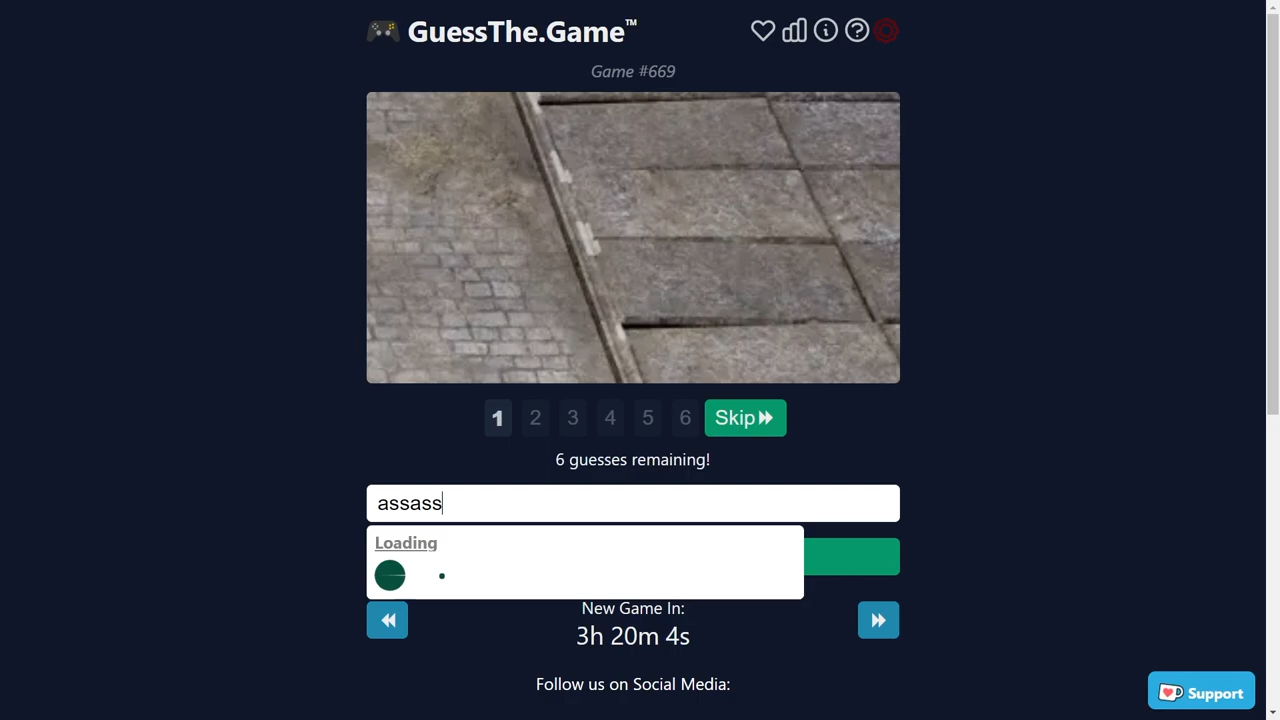 GuessThe.Game™
Game #669
1 2 3 4 5 6 Skip
6 guesses remaining!
assass
Loading
New Game In:
3h 20m 4s
Follow us on Social Media:
Support